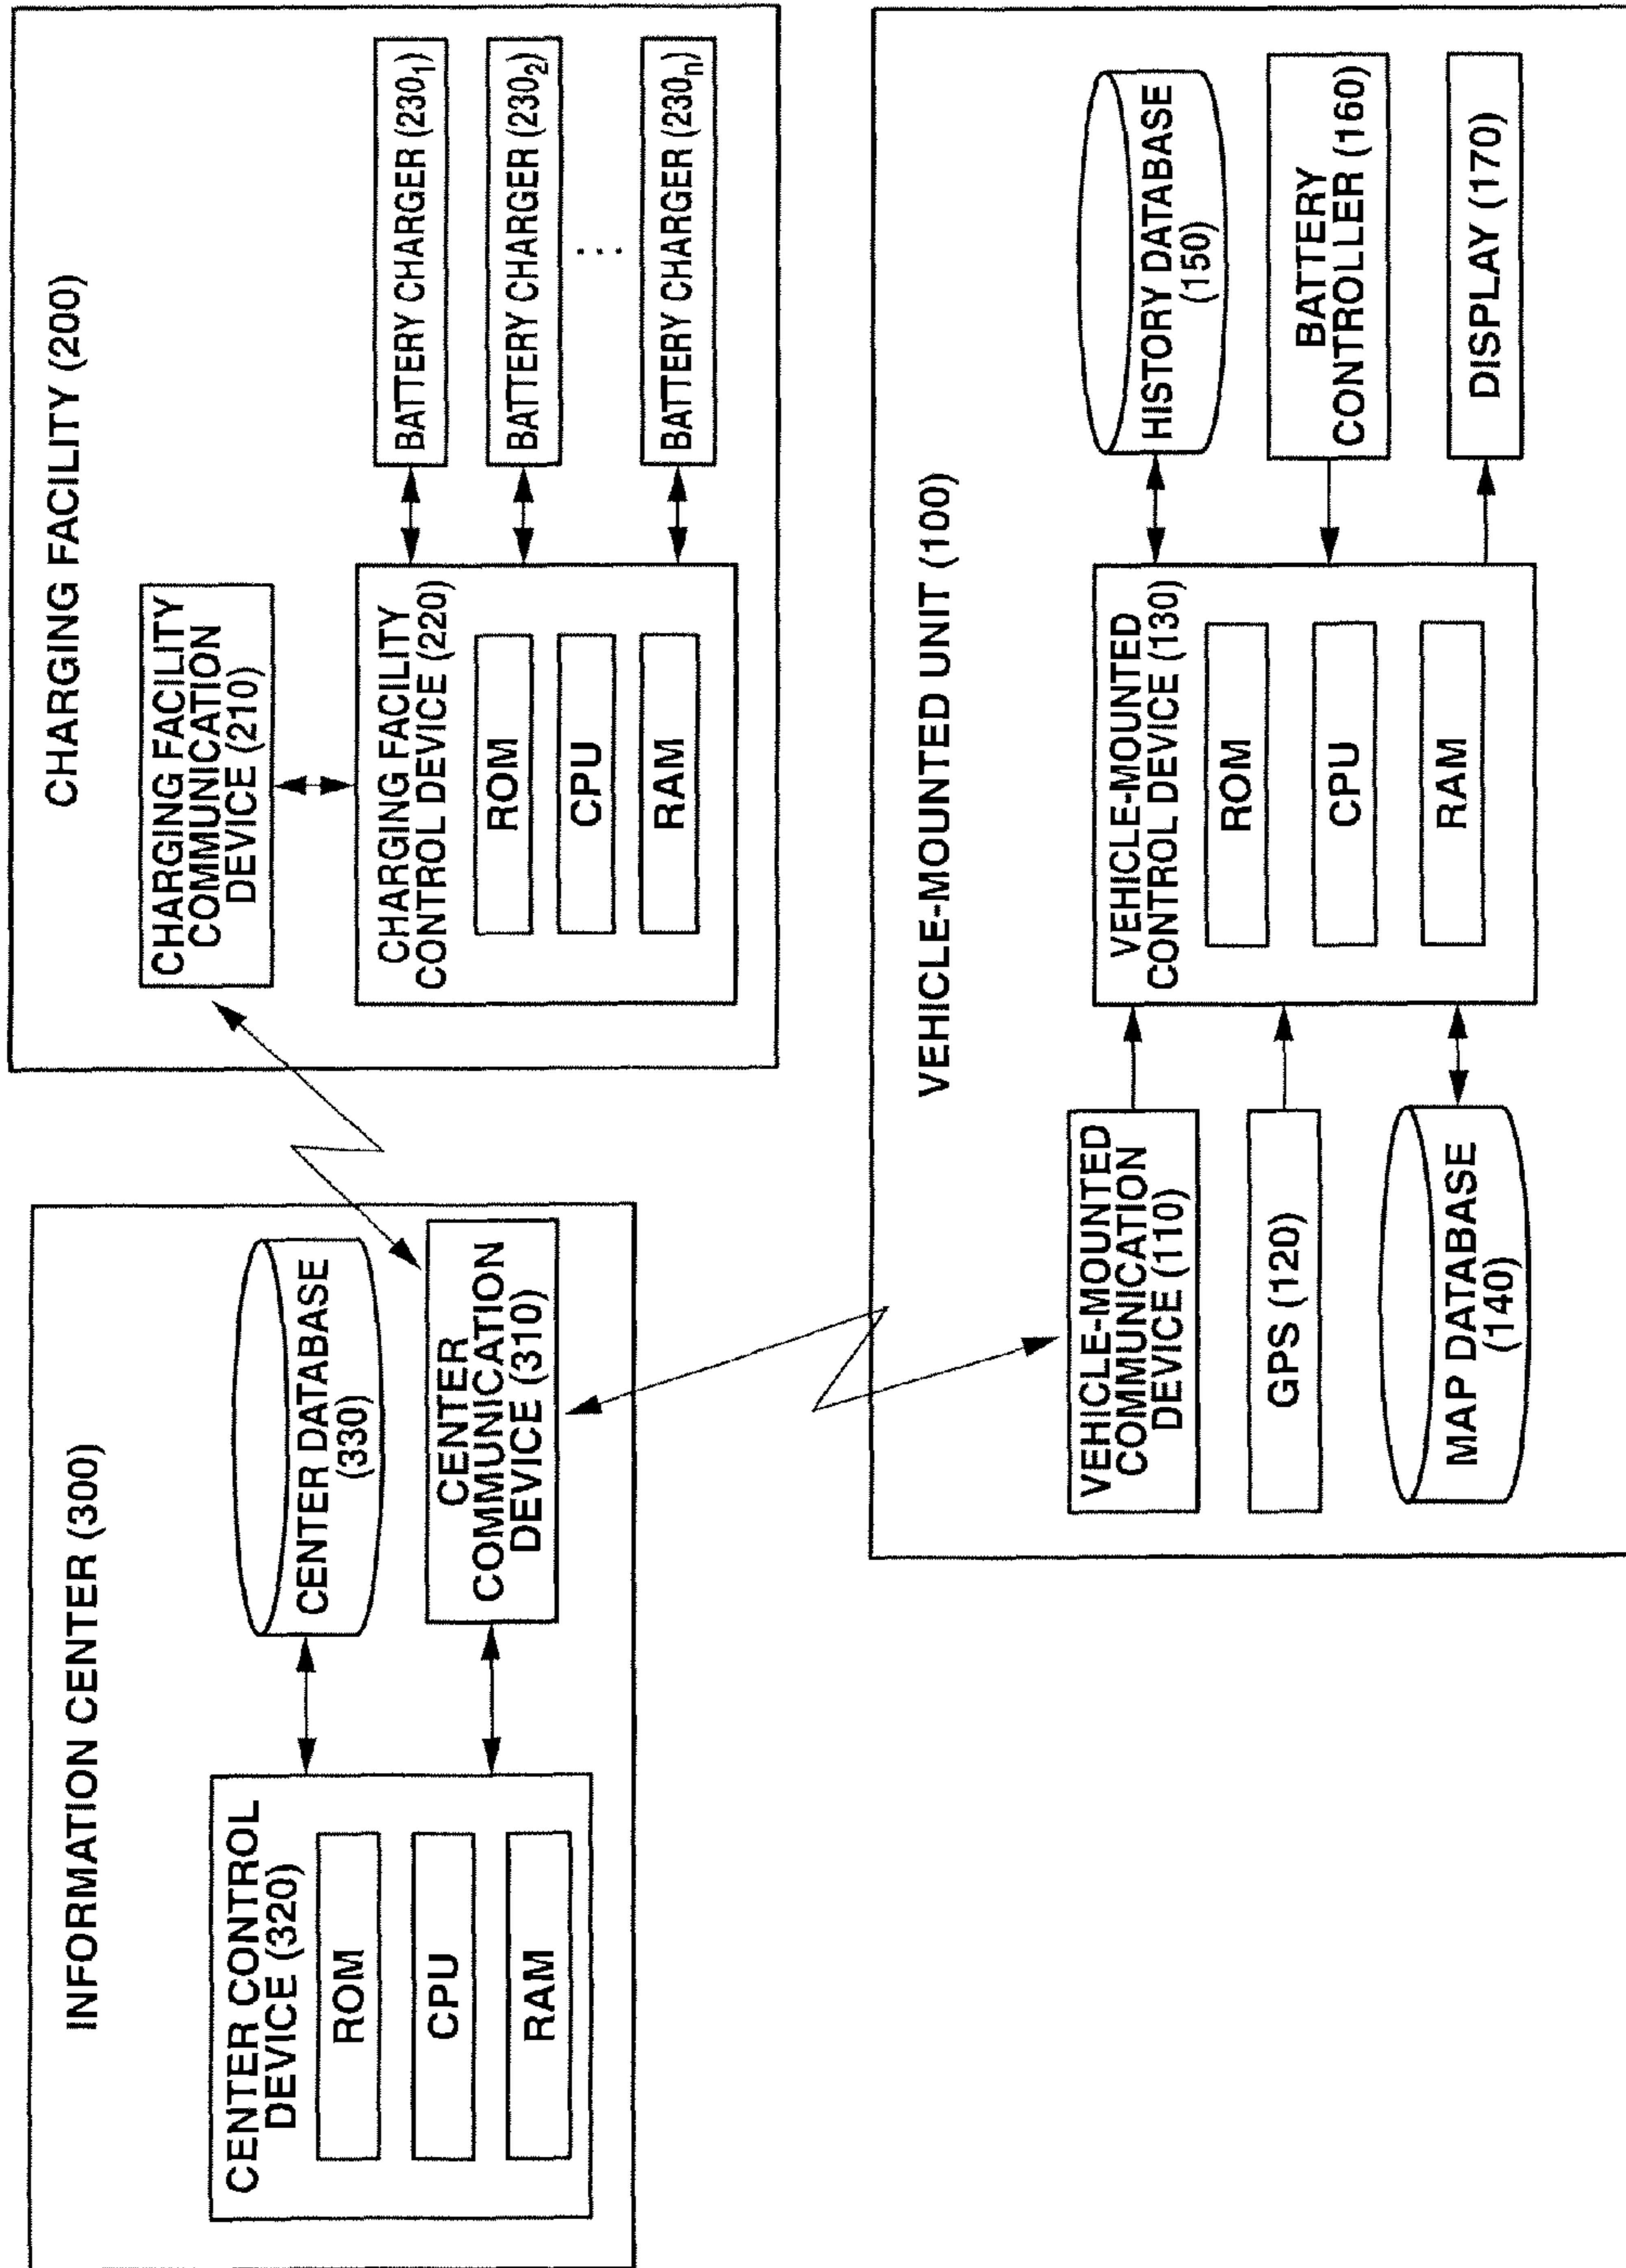 INFORMATION CENTER (300)
CENTER CONTROL
DEVICE (320)
ROM
CPU
RAM
CENTER DATABASE
(330)
CENTER
COMMUNICATION
DEVICE (310)
CHARGING FACILITY (200)
CHARGING FACILITY
COMMUNICATION
DEVICE (210)
CHARGING FACILITY
CONTROL DEVICE (220)
ROM
CPU
RAM
BATTERY CHARGER (230₁)
BATTERY CHARGER (230₂)
...
BATTERY CHARGER (230ₙ)
VEHICLE-MOUNTED UNIT (100)
VEHICLE-MOUNTED
COMMUNICATION
DEVICE (110)
GPS (120)
MAP DATABASE
(140)
VEHICLE-MOUNTED
CONTROL DEVICE (130)
ROM
CPU
RAM
HISTORY DATABASE
(150)
BATTERY
CONTROLLER (160)
DISPLAY (170)